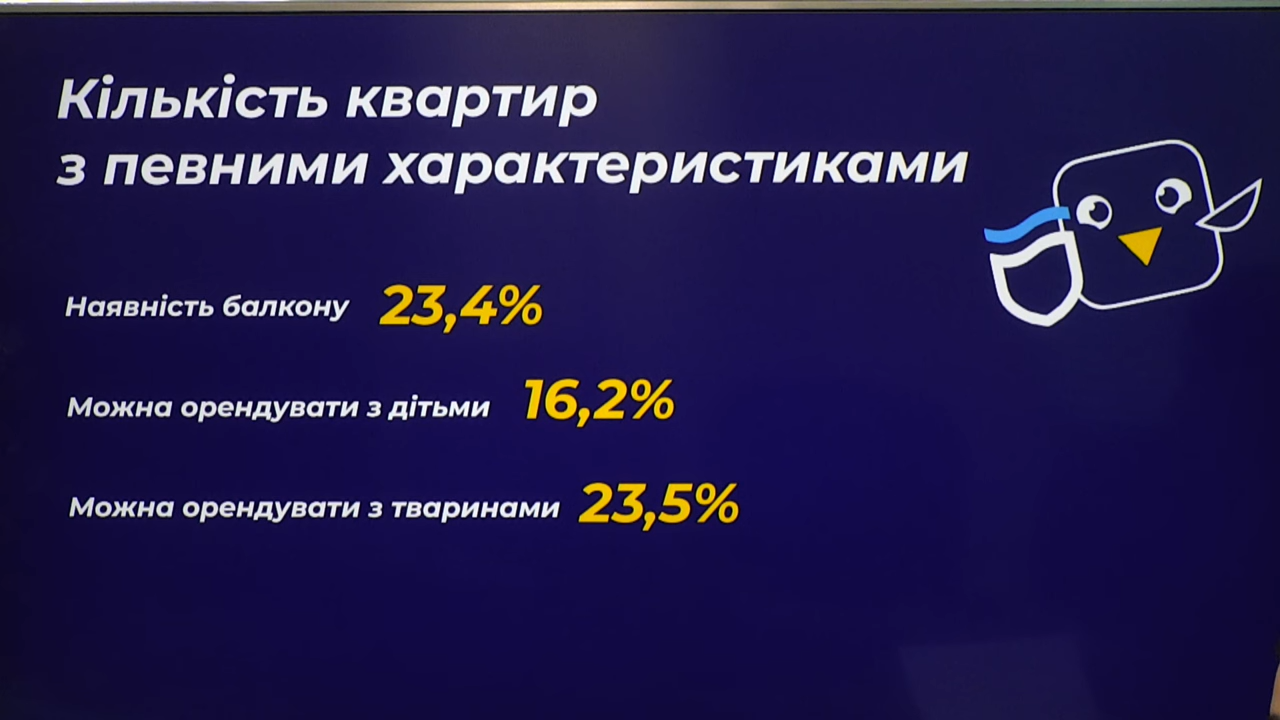 Кількість квартир
з певними характеристиками
Наявність балкону 23,4%
Можна орендувати з дітьми 16,2%
Можна орендувати з тваринами 23,5%